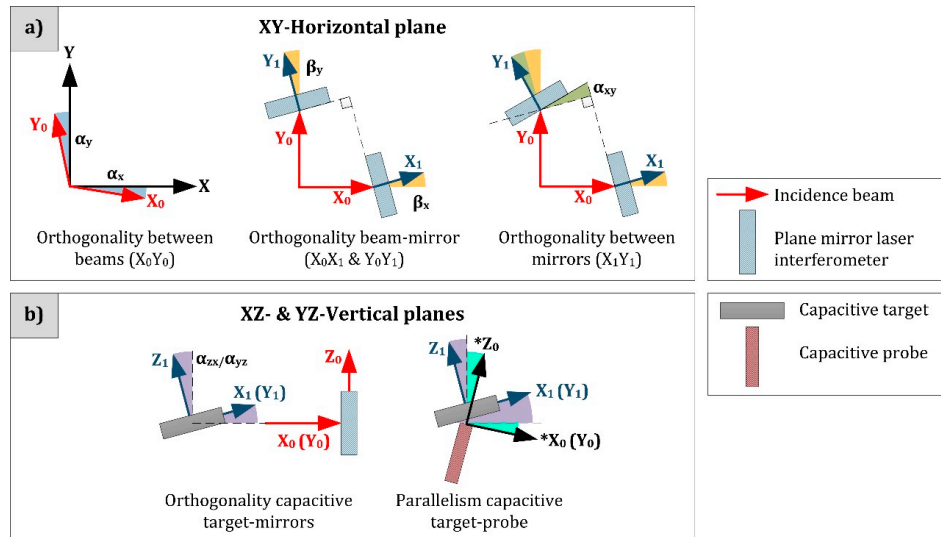 a)
XY-Horizontal plane
Y
Y₀
αy
αx
X
X₀
Orthogonality between
beams (X₀Y₀)
Y₁
βy
Y₀
X₁
X₀
βx
Orthogonality beam-mirror
(X₀X₁ & Y₀Y₁)
Y₁
αxy
Y₀
X₁
X₀
Orthogonality between
mirrors (X₁Y₁)
Incidence beam
Plane mirror laser
interferometer
b)
XZ- & YZ-Vertical planes
Z₁
αzx/αyz
Z₀
X₁ (Y₁)
X₀ (Y₀)
Orthogonality capacitive
target-mirrors
Z₁
*Z₀
X₁ (Y₁)
*X₀ (Y₀)
Parallelism capacitive
target-probe
Capacitive target
Capacitive probe